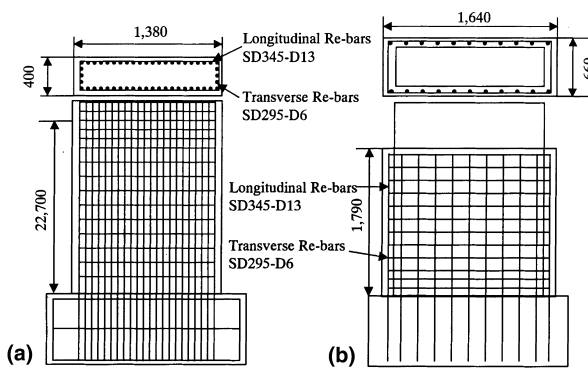 1,380
400
Longitudinal Re-bars
SD345-D13
Transverse Re-bars
SD295-D6
22,700
(a)
1,640
660
Longitudinal Re-bars
SD345-D13
1,790
Transverse Re-bars
SD295-D6
(b)